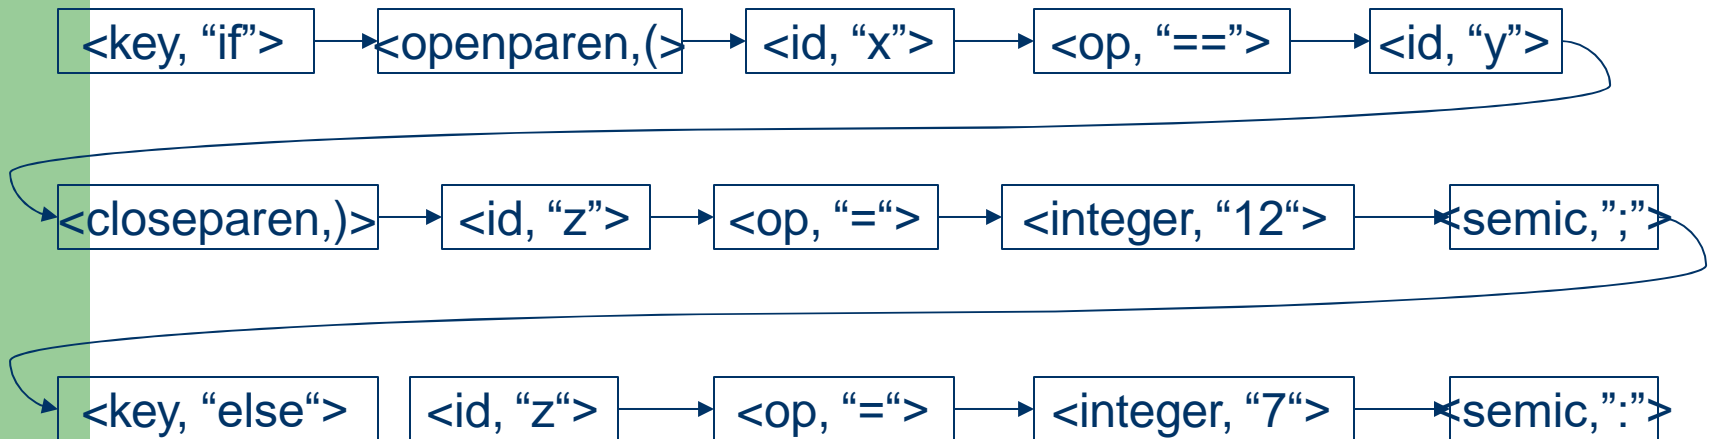 <key, “if”> <openparen,(> <id, “x”> <op, “==”> <id, “y”>
<closeparen,)> <id, “z”> <op, “=“> <integer, “12“> <semic,”;”>
<key, “else“> <id, “z“> <op, “=“> <integer, “7“> <semic,”:”>